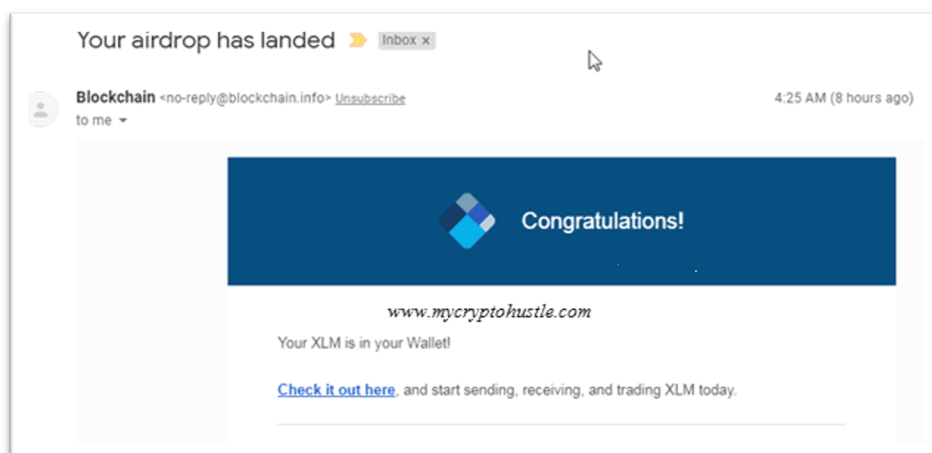 Your airdrop has landed Inbox x
Blockchain <no-reply@blockchain.info> Unsubscribe 4:25 AM (8 hours ago)
to me
Congratulations!
www.mycryptohustle.com
Your XLM is in your Wallet!
Check it out here, and start sending, receiving, and trading XLM today.